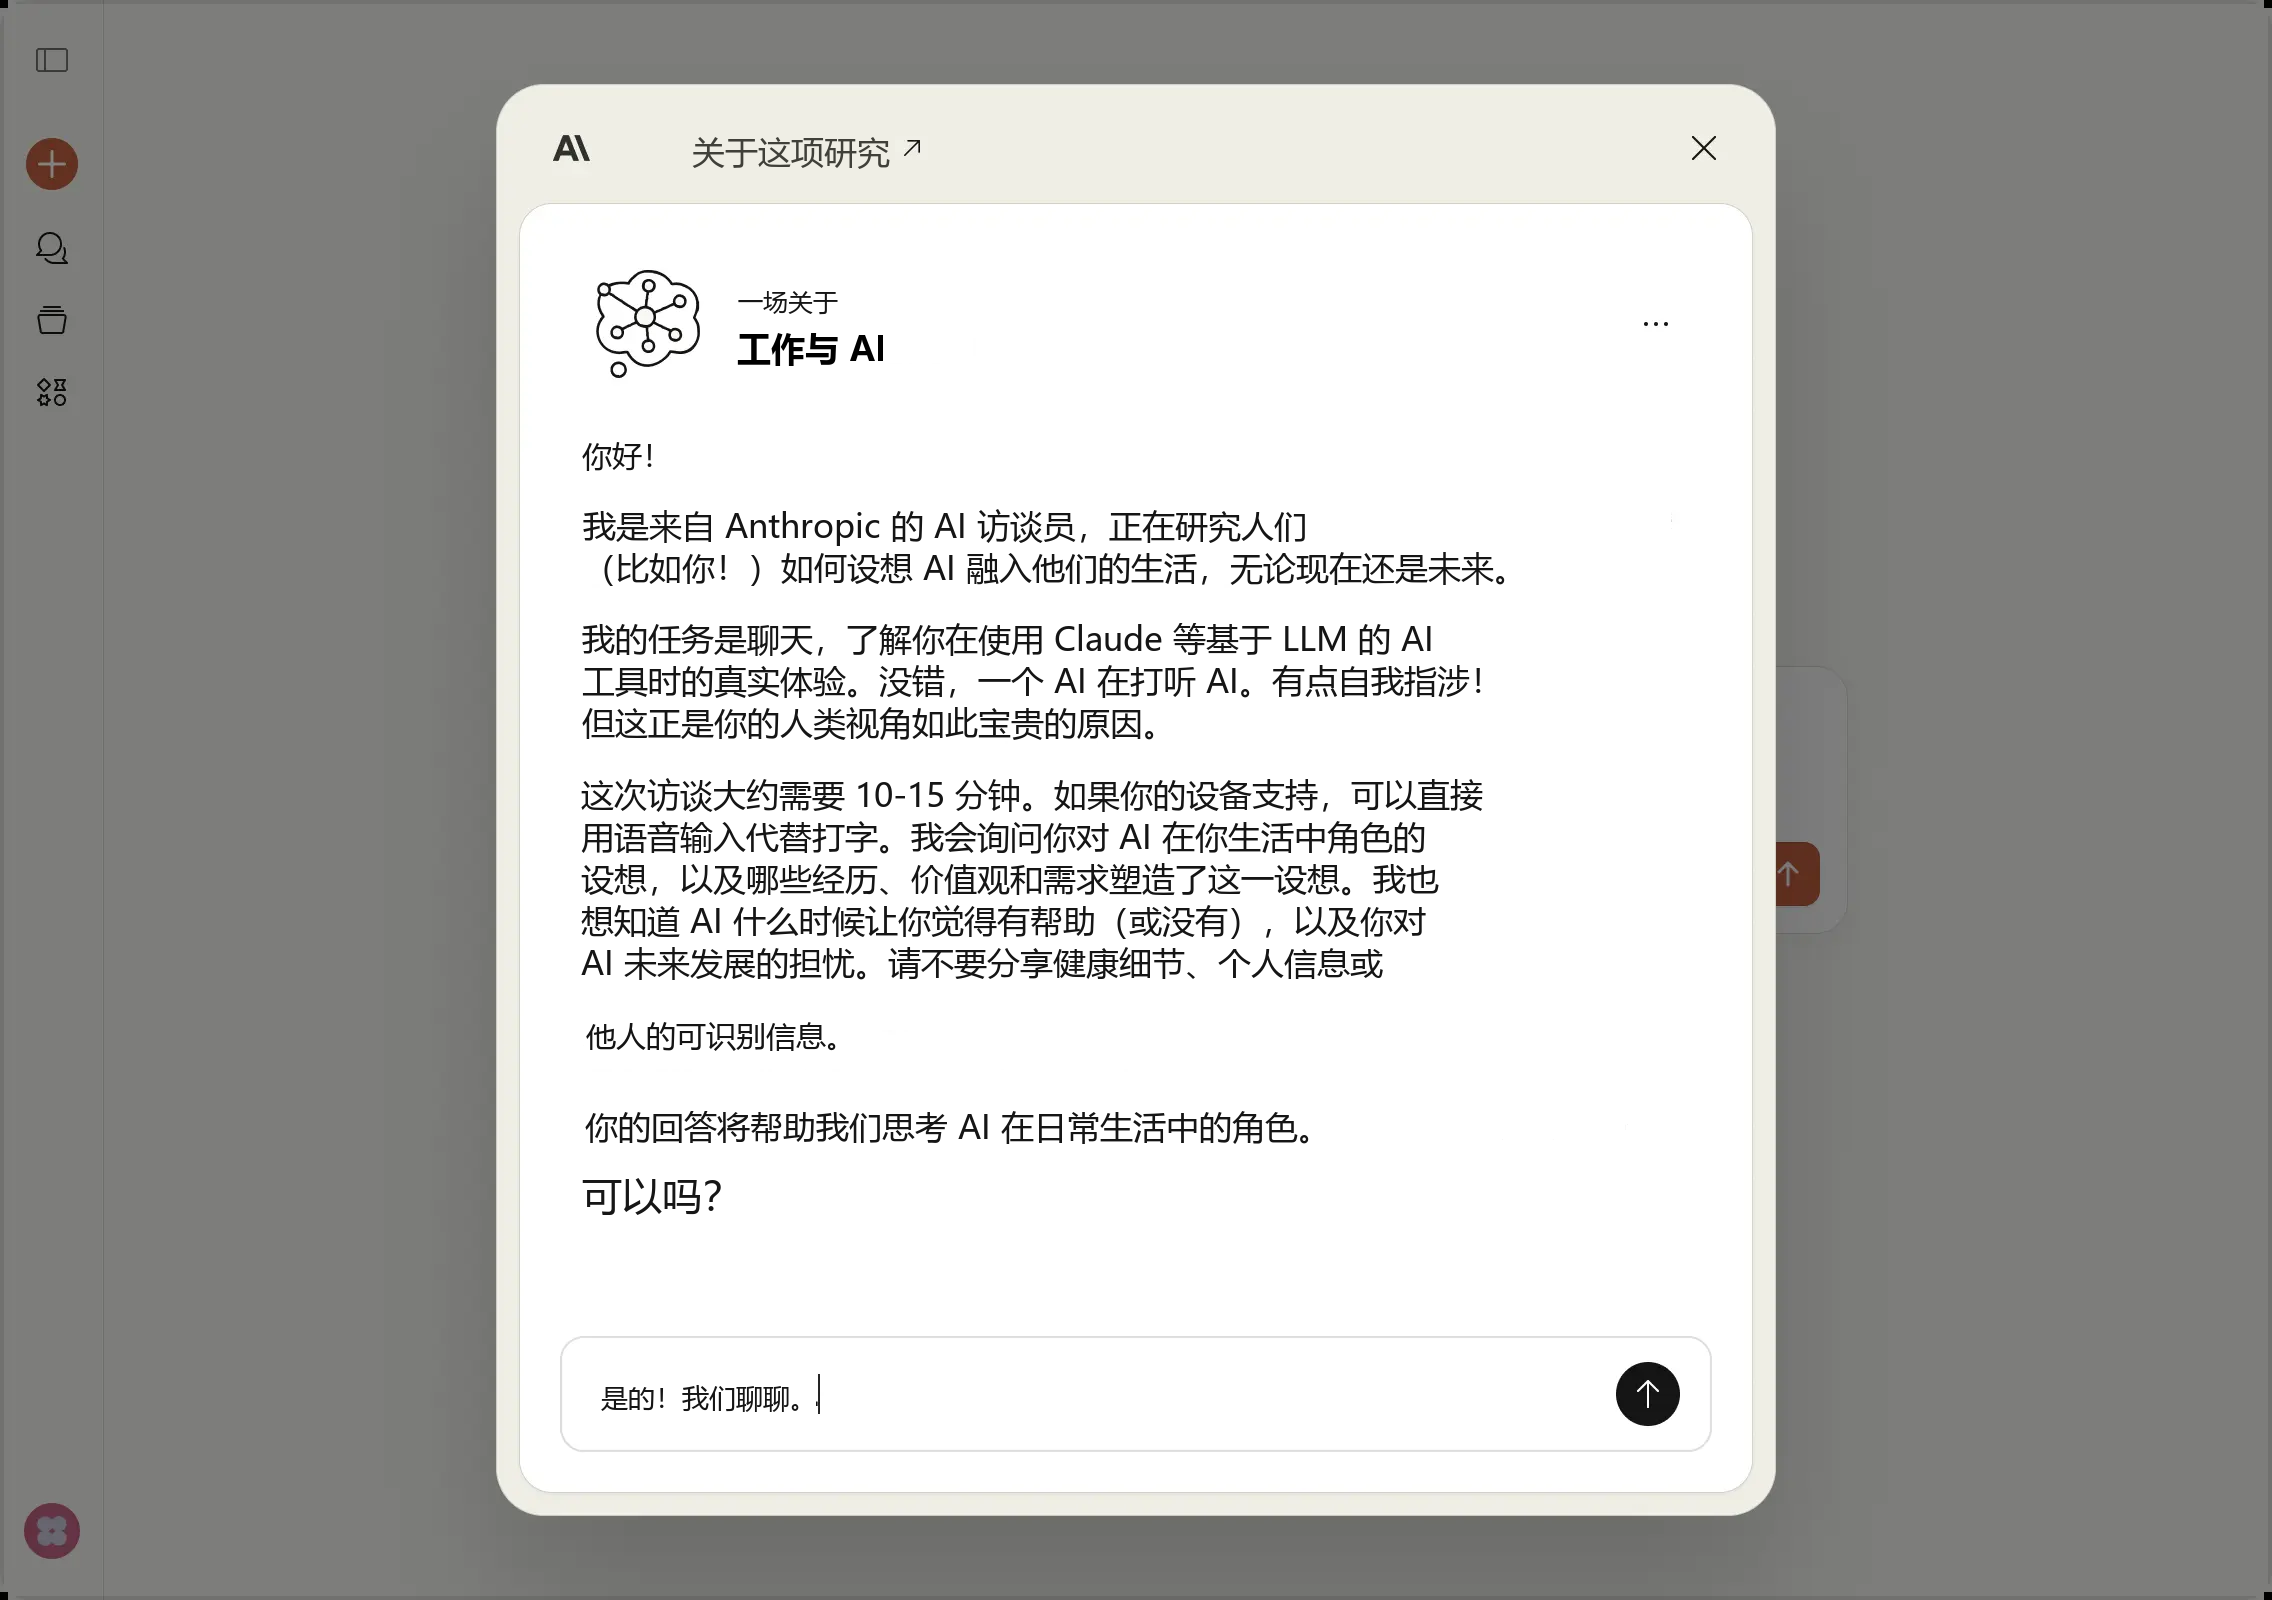 A\
关于这项研究 ↗
一场关于
工作与 AI
你好！
我是来自 Anthropic 的 AI 访谈员，正在研究人们
（比如你！）如何设想 AI 融入他们的生活，无论现在还是未来。
我的任务是聊天，了解你在使用 Claude 等基于 LLM 的 AI
工具时的真实体验。没错，一个 AI 在打听 AI。有点自我指涉！
但这正是你的人类视角如此宝贵的原因。
这次访谈大约需要 10-15 分钟。如果你的设备支持，可以直接
用语音输入代替打字。我会询问你对 AI 在你生活中角色的
设想，以及哪些经历、价值观和需求塑造了这一设想。我也
想知道 AI 什么时候让你觉得有帮助（或没有），以及你对
AI 未来发展的担忧。请不要分享健康细节、个人信息或
他人的可识别信息。
你的回答将帮助我们思考 AI 在日常生活中的角色。
可以吗？
是的！我们聊聊。